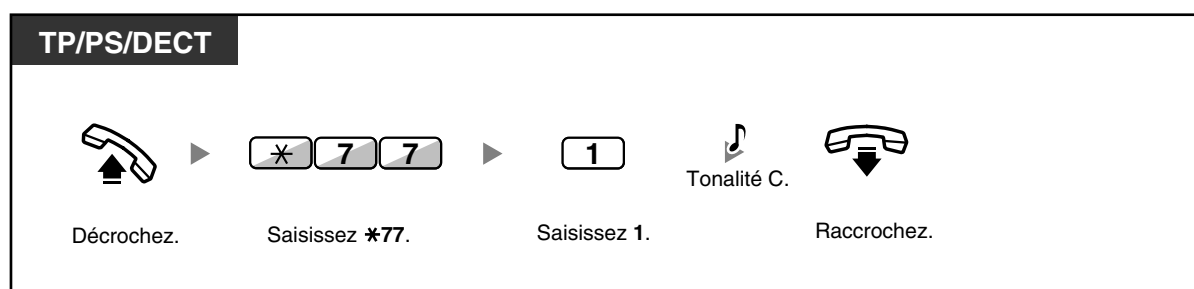 TP/PS/DECT
* 7 7
1
Tonalité C.
Décrochez.
Saisissez *77.
Saisissez 1.
Raccrochez.